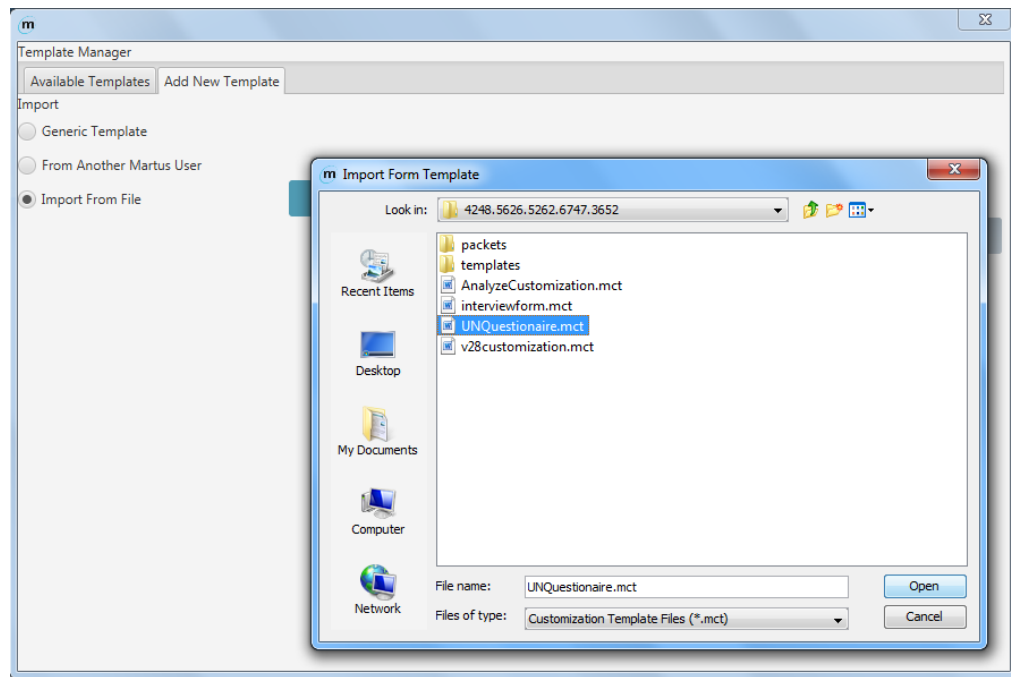 m
Template Manager
Available Templates Add New Template
Import
Generic Template
From Another Martus User
Import From File
m Import Form Template
Look in: 4248.5626.5262.6747.3652
Recent Items
Desktop
My Documents
Computer
Network
packets
templates
AnalyzeCustomization.mct
interviewform.mct
UNQuestionaire.mct
v28customization.mct
File name: UNQuestionaire.mct Open
Files of type: Customization Template Files (*.mct) Cancel